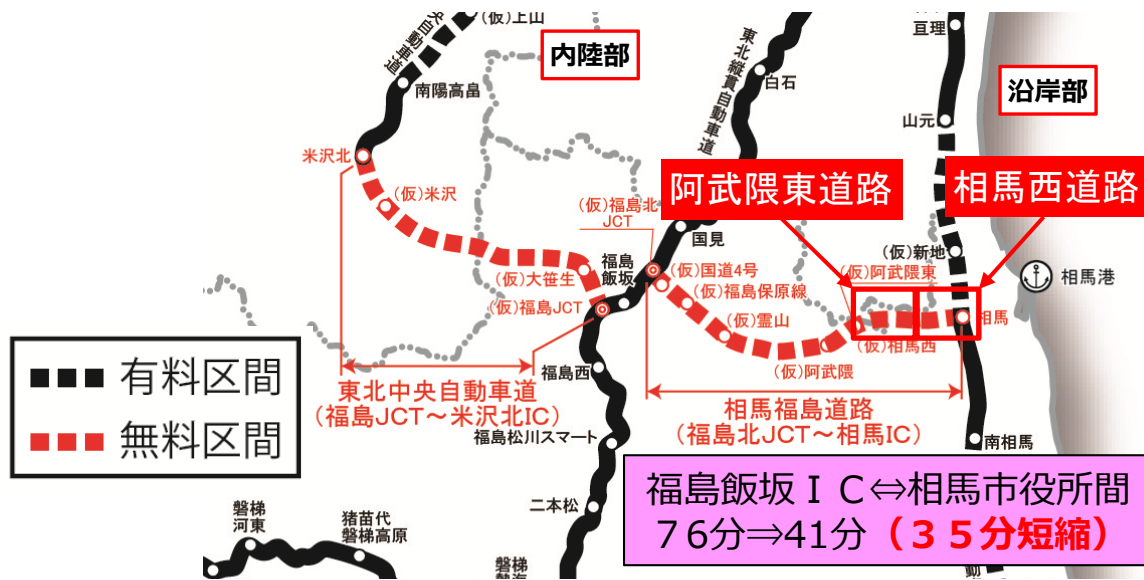 (仮)上山
央自動車道
内陸部
東北縦貫自動車道
亘理
白石
沿岸部
南陽高畠
山元
米沢北
阿武隈東道路
相馬西道路
(仮)米沢
(仮)福島北
JCT
国見
(仮)新地
福島
飯坂
(仮)国道4号
(仮)阿武隈東
(仮)大笹生
相馬港
(仮)福島保原線
(仮)福島JCT
(仮)霊山
相馬
(仮)相馬西
(仮)阿武隈
有料区間
無料区間
福島西
東北中央自動車道
(福島JCT～米沢北IC)
相馬福島道路
(福島北JCT～相馬IC)
福島松川スマート
南相馬
福島飯坂ＩＣ⇔相馬市役所間
７６分⇒41分（３５分短縮）
二本松
磐梯
河東
猪苗代
磐梯高原
磐梯